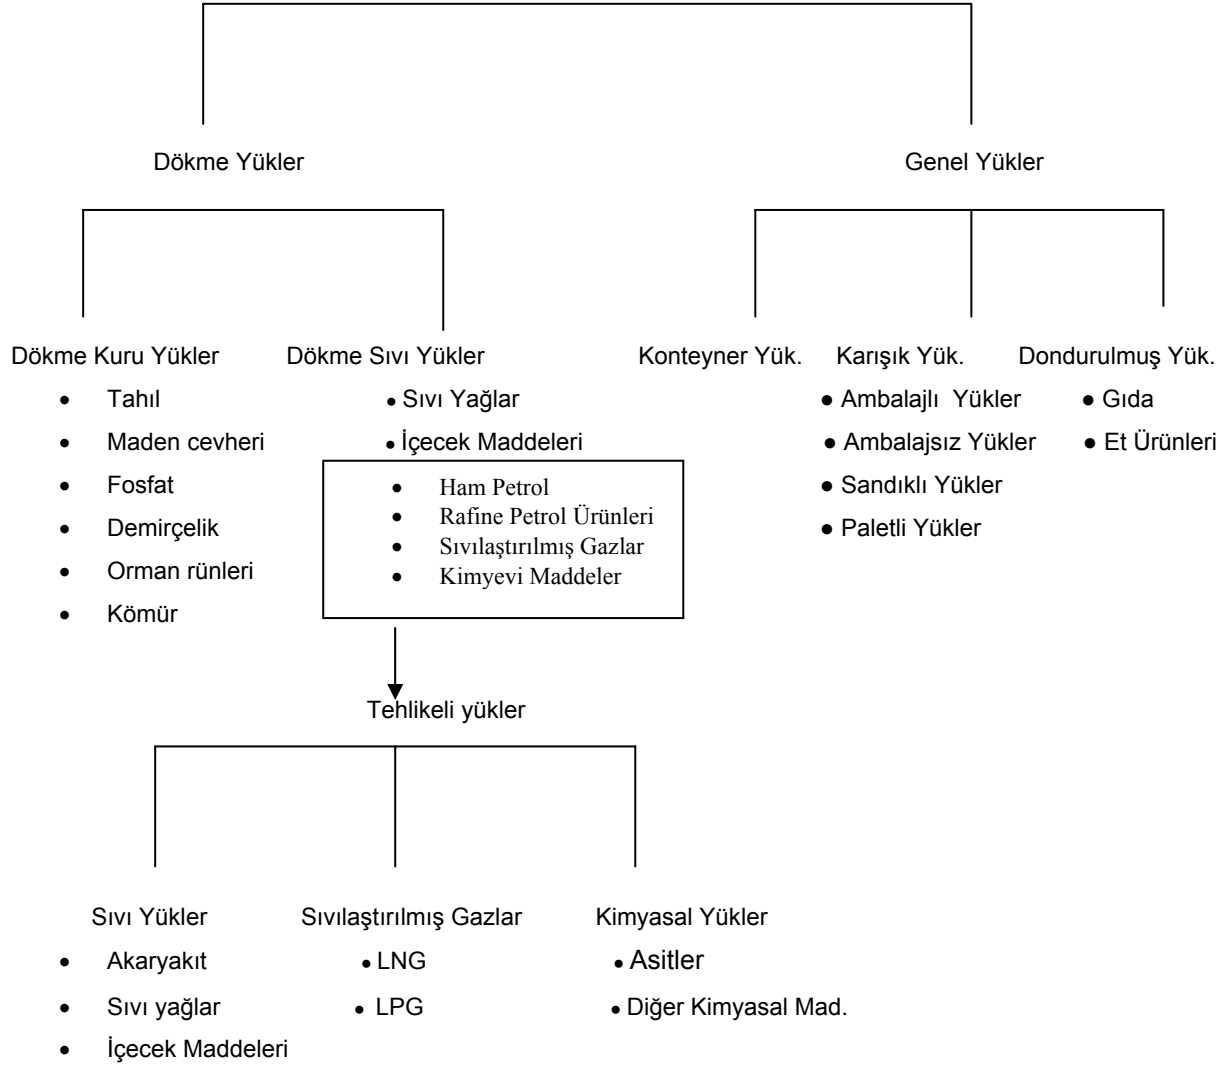 Dökme Yükler
Genel Yükler
Dökme Kuru Yükler
• Tahıl
• Maden cevheri
• Fosfat
• Demirçelik
• Orman rünleri
• Kömür
Dökme Sıvı Yükler
• Sıvı Yağlar
• İçecek Maddeleri
• Ham Petrol
• Rafine Petrol Ürünleri
• Sıvılaştırılmış Gazlar
• Kimyevi Maddeler
Konteyner Yük.
Karışık Yük.
• Ambalajlı Yükler
• Ambalajsız Yükler
• Sandıklı Yükler
• Paletli Yükler
Dondurulmuş Yük.
• Gıda
• Et Ürünleri
Tehlikeli yükler
Sıvı Yükler
• Akaryakıt
• Sıvı yağlar
• İçecek Maddeleri
Sıvılaştırılmış Gazlar
• LNG
• LPG
Kimyasal Yükler
• Asitler
• Diğer Kimyasal Mad.